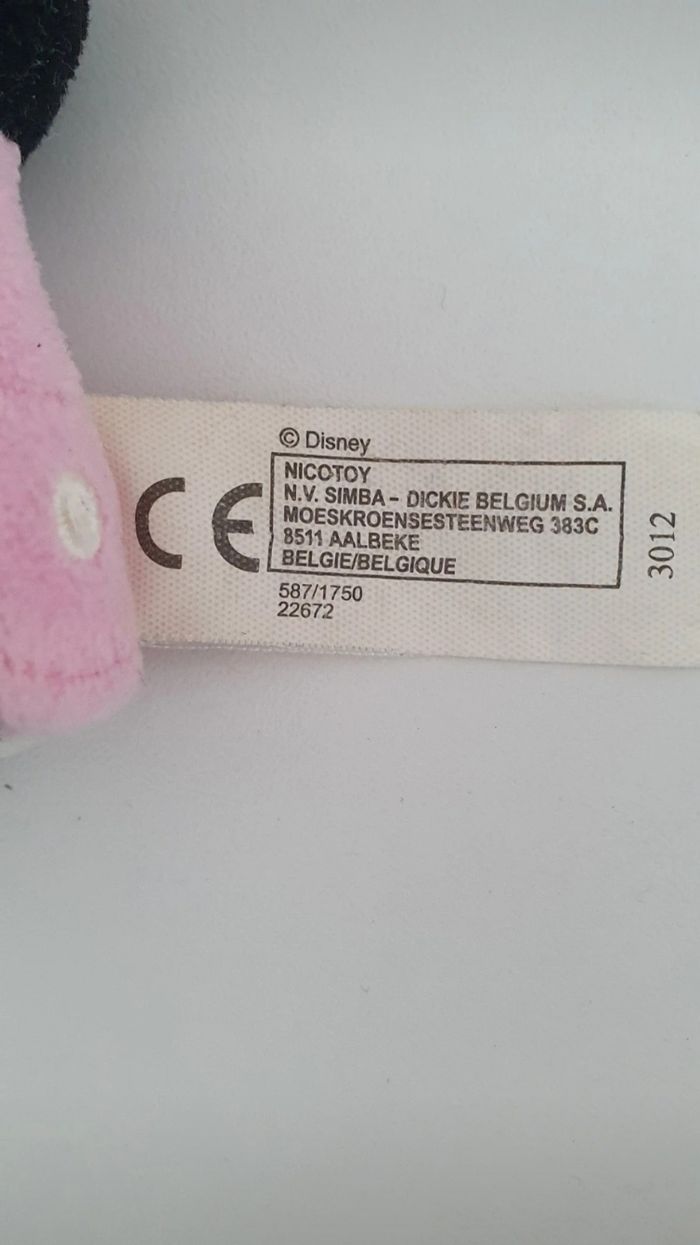 © Disney
CE
NICOTOY
N.V. SIMBA - DICKIE BELGIUM S.A.
MOESKROENSESTEENWEG 383C
8511 AALBEKE
BELGIE/BELGIQUE
587/1750
22672
3012